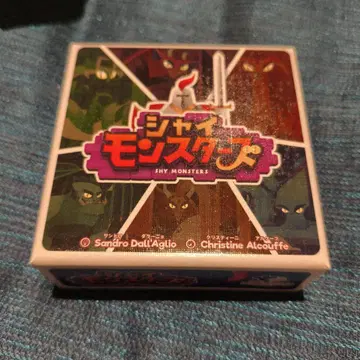 シャイ
モンスターズ
SHY MONSTERS
Sandro Dall'Aglio
Christine Alcouffe